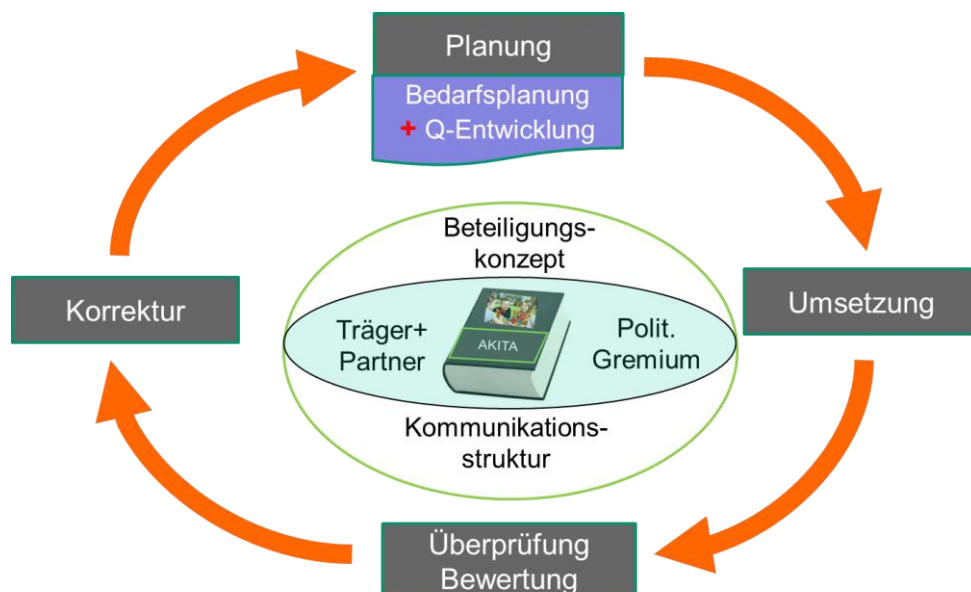 Planung
Bedarfsplanung
+ Q-Entwicklung
Beteiligungs-
konzept
Korrektur
Träger+
Partner
AKITA
Polit.
Gremium
Umsetzung
Kommunikations-
struktur
Überprüfung
Bewertung